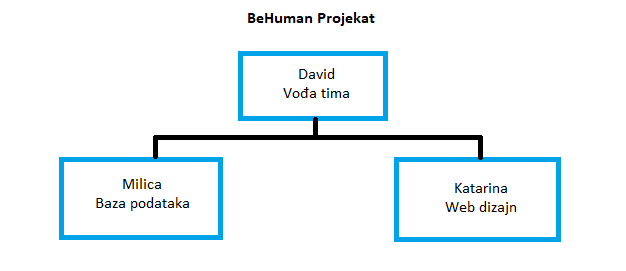 BeHuman Projekat
David
Vođa tima
Milica
Baza podataka
Katarina
Web dizajn